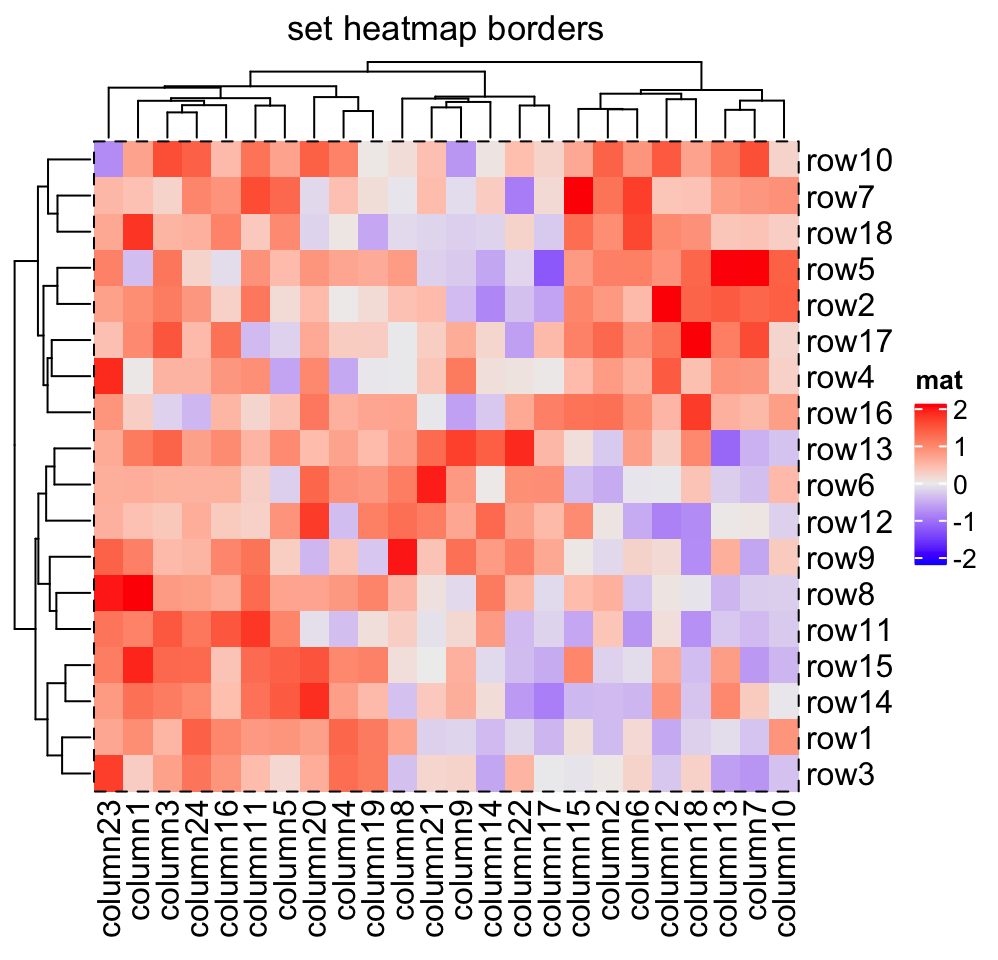 set heatmap borders
row10
row7
row18
row5
row2
row17
row4
row16
row13
row6
row12
row9
row8
row11
row15
row14
row1
row3
mat
2
1
0
-1
-2
column23
column1
column3
column24
column16
column11
column5
column20
column4
column19
column8
column21
column9
column14
column22
column17
column15
column2
column6
column12
column18
column13
column7
column10